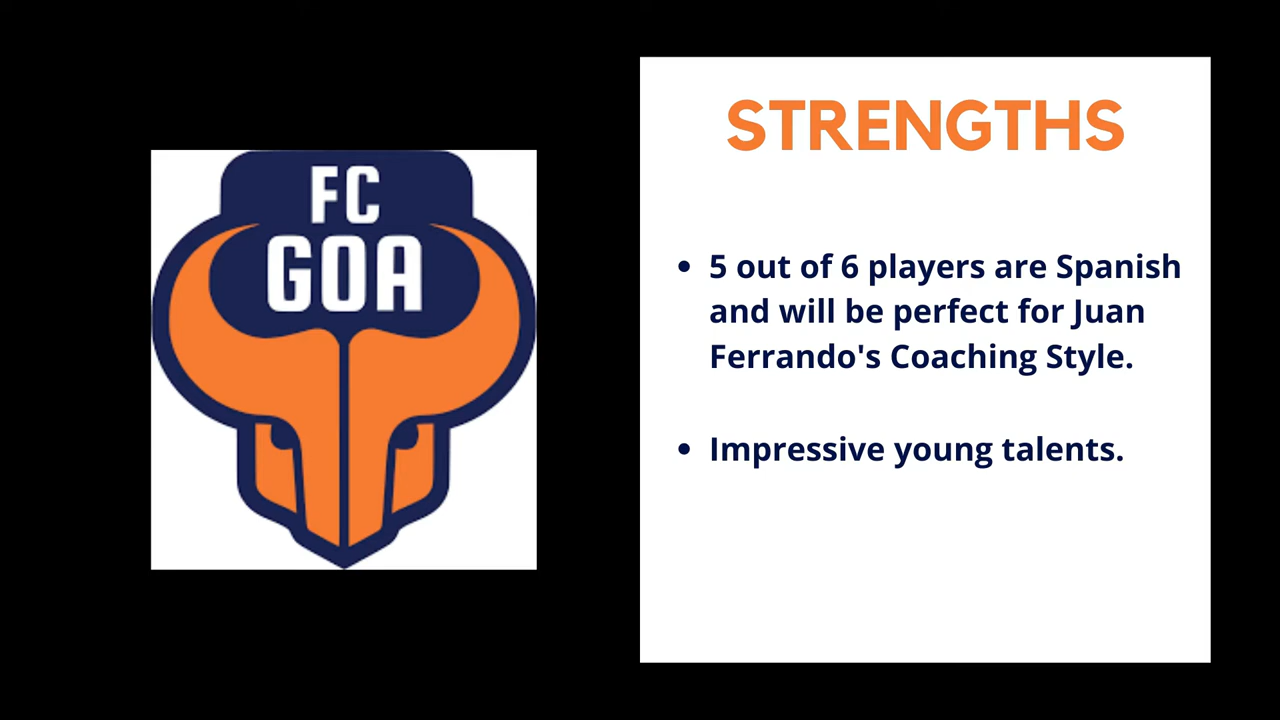 FC
GOA
STRENGTHS
• 5 out of 6 players are Spanish
and will be perfect for Juan
Ferrando's Coaching Style.
• Impressive young talents.